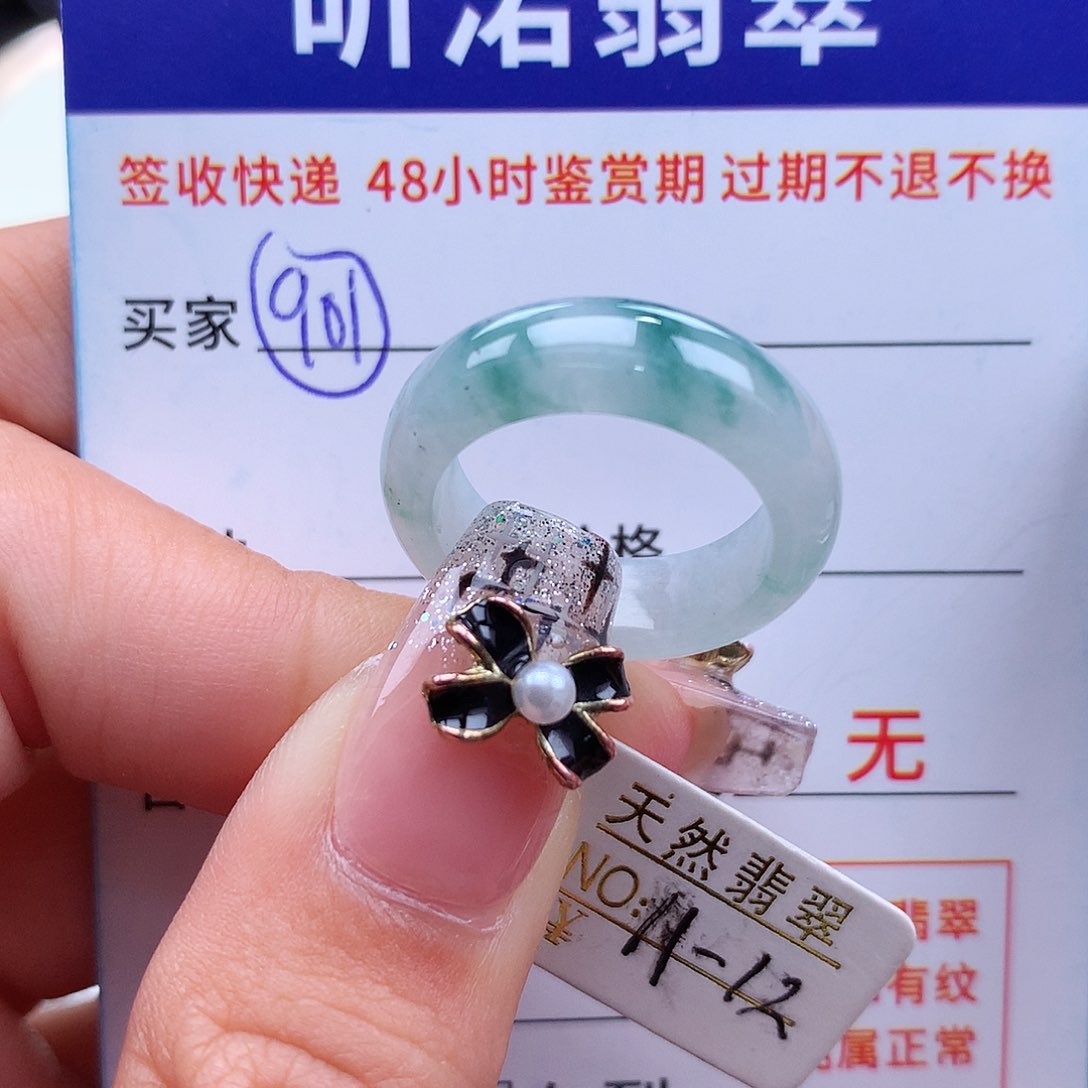 听浩翡翠
签收快递 48小时鉴赏期 过期不退不换
买家 901
格
无
天然翡翠
NO: 11-12
翡翠
有纹
属正常